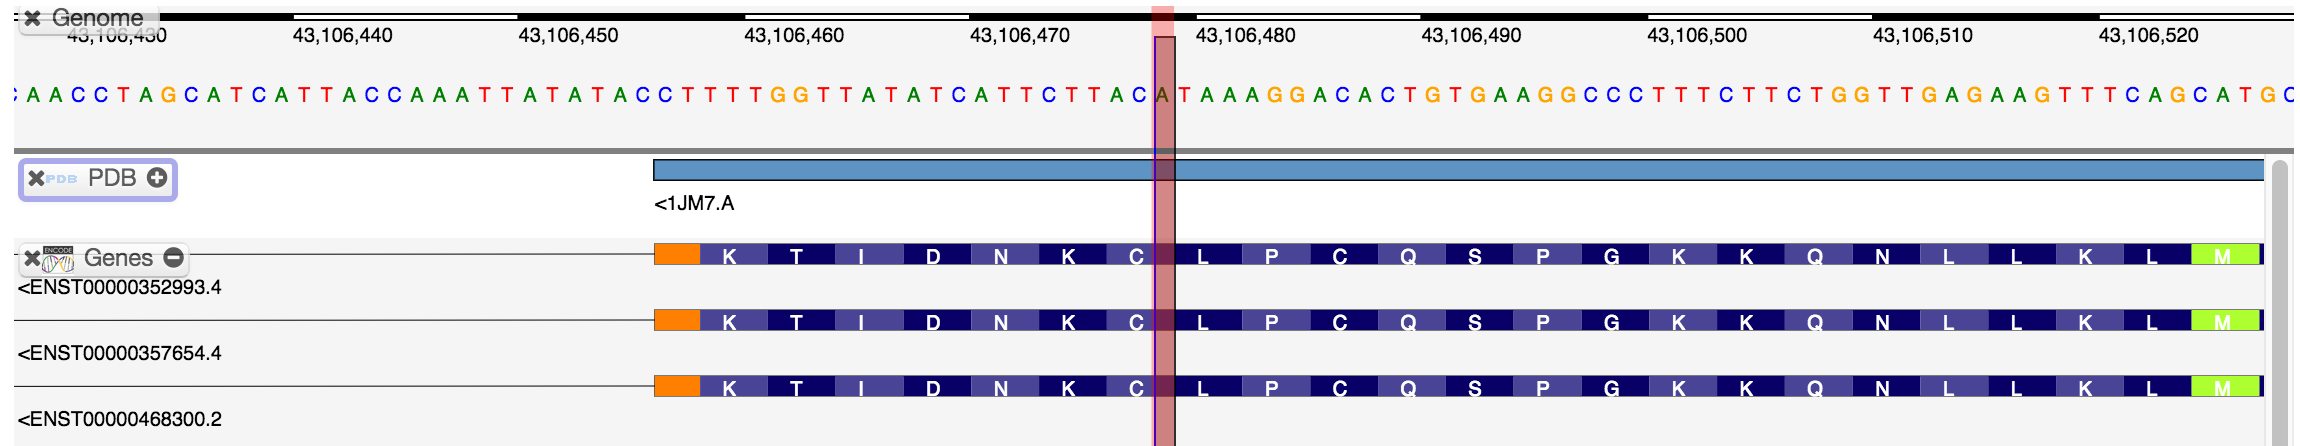 Genome
43,106,430 43,106,440 43,106,450 43,106,460 43,106,470 43,106,480 43,106,490 43,106,500 43,106,510 43,106,520
A A C C T A G C A T C A T T A C C A A A T T A T A T A C C T T T T G G T T A T A T C A T T C T T A C A T A A A G G A C A C T G T G A A G G C C C T T T C T T C T G G T T G A G A A G T T T C A G C A T G C
PDB PDB
<1JM7.A
ENCODE Genes
K T I D N K C L P C Q S P G K K Q N L L K L M
<ENST00000352993.4
K T I D N K C L P C Q S P G K K Q N L L K L M
<ENST00000357654.4
K T I D N K C L P C Q S P G K K Q N L L K L M
<ENST00000468300.2